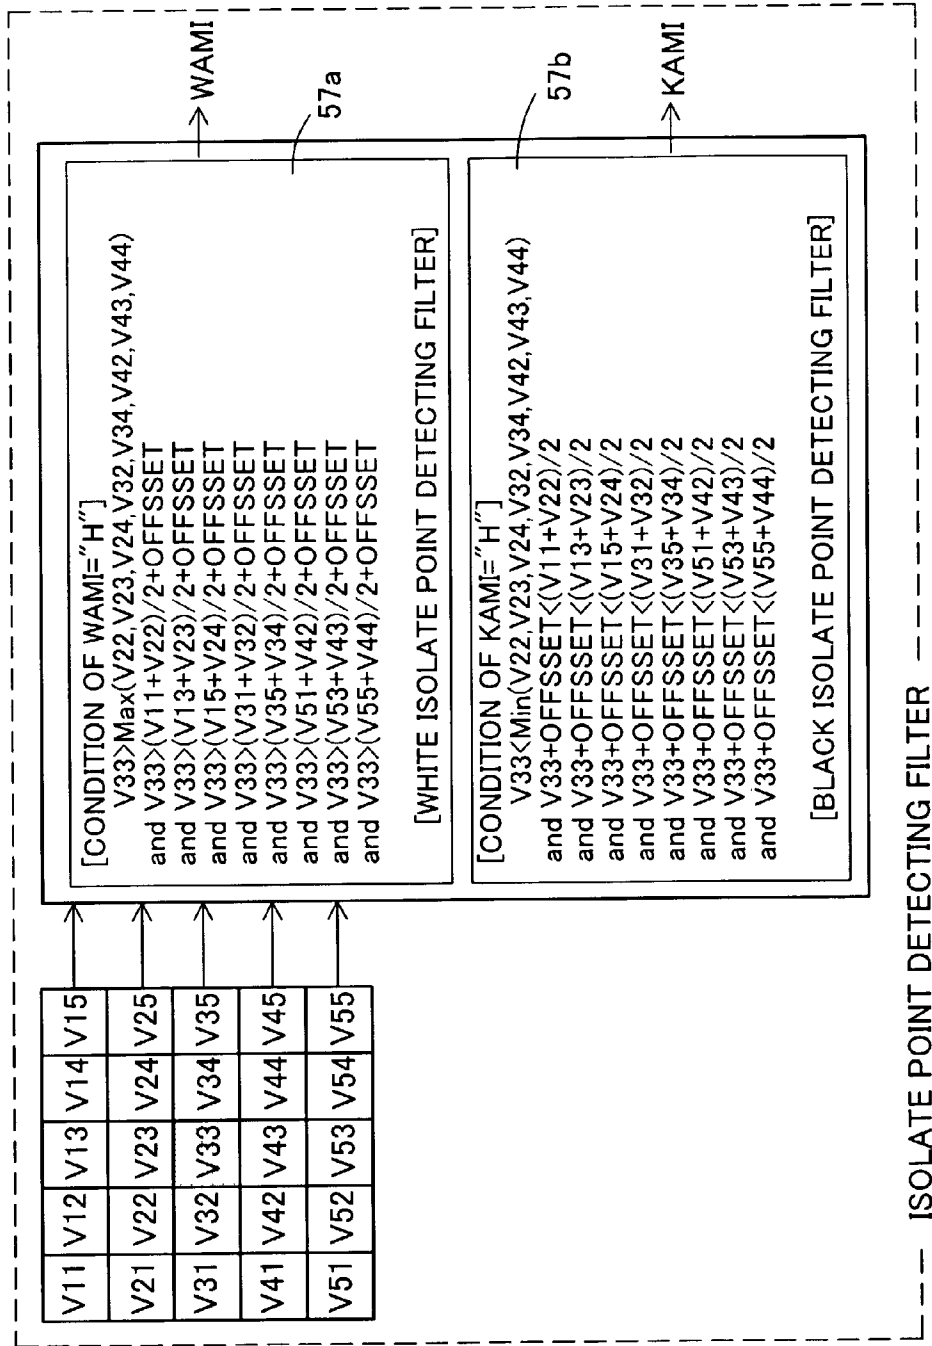 V11 V12 V13 V14 V15
V21 V22 V23 V24 V25
V31 V32 V33 V34 V35
V41 V42 V43 V44 V45
V51 V52 V53 V54 V55
[CONDITION OF WAMI="H"]
V33>Max(V22,V23,V24,V32,V34,V42,V43,V44)
and V33>(V11+V22)/2+OFFSSET
and V33>(V13+V23)/2+OFFSSET
and V33>(V15+V24)/2+OFFSSET
and V33>(V31+V32)/2+OFFSSET
and V33>(V35+V34)/2+OFFSSET
and V33>(V51+V42)/2+OFFSSET
and V33>(V53+V43)/2+OFFSSET
and V33>(V55+V44)/2+OFFSSET
[WHITE ISOLATE POINT DETECTING FILTER]
WAMI
57a
[CONDITION OF KAMI="H"]
V33<Min(V22,V23,V24,V32,V34,V42,V43,V44)
and V33+OFFSSET<(V11+V22)/2
and V33+OFFSSET<(V13+V23)/2
and V33+OFFSSET<(V15+V24)/2
and V33+OFFSSET<(V31+V32)/2
and V33+OFFSSET<(V35+V34)/2
and V33+OFFSSET<(V51+V42)/2
and V33+OFFSSET<(V53+V43)/2
and V33+OFFSSET<(V55+V44)/2
[BLACK ISOLATE POINT DETECTING FILTER]
57b
KAMI
ISOLATE POINT DETECTING FILTER